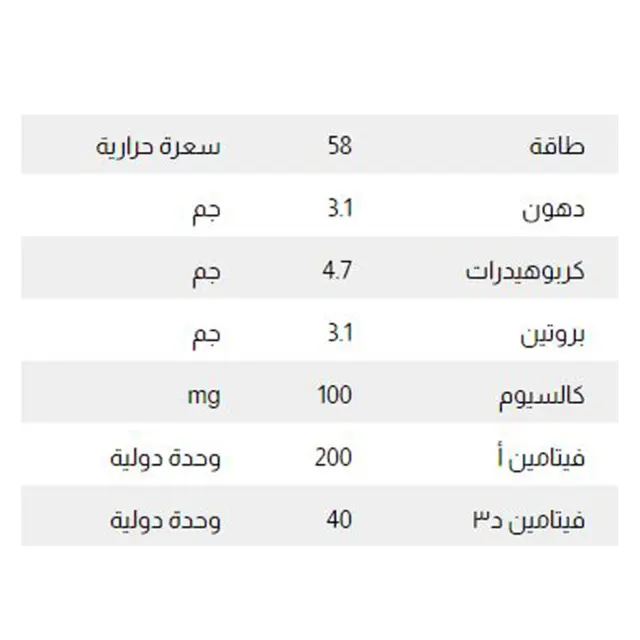 طاقة 58 سعرة حرارية
دهون 3.1 جم
كربوهيدرات 4.7 جم
بروتين 3.1 جم
كالسيوم 100 mg
فيتامين أ 200 وحدة دولية
فيتامين د٣ 40 وحدة دولية